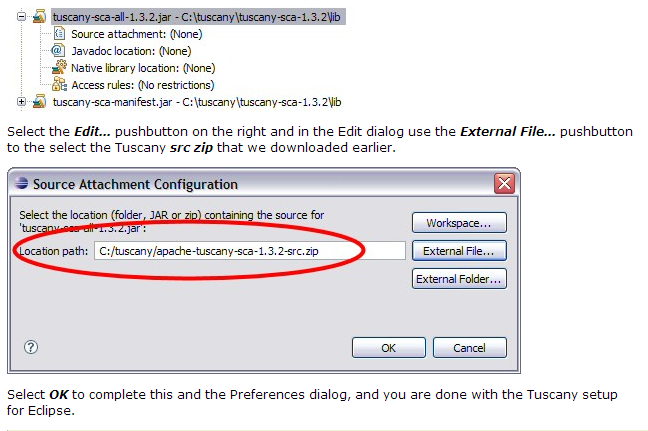 tuscany-sca-all-1.3.2.jar - C:\tuscany\tuscany-sca-1.3.2\lib
Source attachment: (None)
Javadoc location: (None)
Native library location: (None)
Access rules: (No restrictions)
tuscany-sca-manifest.jar - C:\tuscany\tuscany-sca-1.3.2\lib
Select the Edit... pushbutton on the right and in the Edit dialog use the External File... pushbutton
to the select the Tuscany src zip that we downloaded earlier.
Source Attachment Configuration
Select the location (folder, JAR or zip) containing the source for
'tuscany-sca-all-1.3.2.jar':
Workspace...
Location path: C:/tuscany/apache-tuscany-sca-1.3.2-src.zip
External File...
External Folder...
?
OK
Cancel
Select OK to complete this and the Preferences dialog, and you are done with the Tuscany setup
for Eclipse.